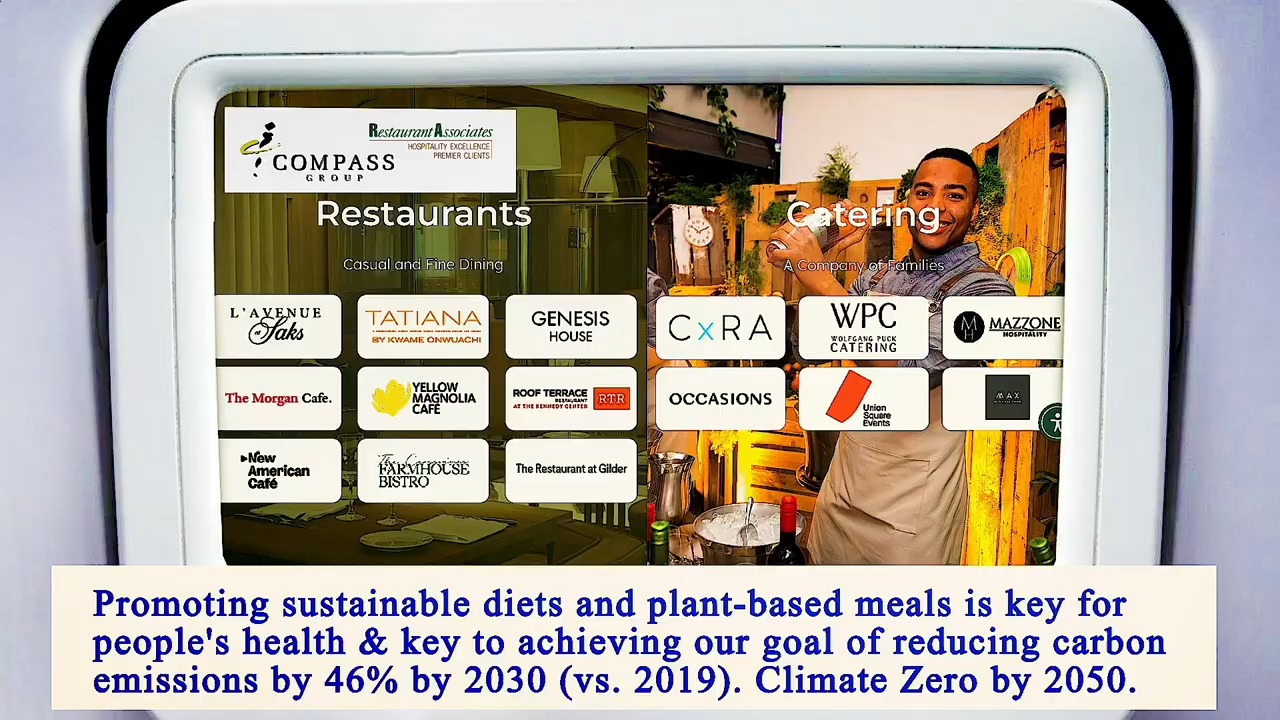 COMPASS
GROUP
Restaurant Associates
HOSPITALITY EXCELLENCE
PREMIER CLIENTS
Restaurants
Casual and Fine Dining
L'AVENUE
Saks
TATIANA
BY KWAME ONWUACHI
GENESIS
HOUSE
The Morgan Cafe.
YELLOW
MAGNOLIA
CAFÉ
ROOF TERRACE
RESTAURANT
AT THE KENNEDY CENTER
RTR
New
American
Café
FARMHOUSE
BISTRO
The Restaurant at Gilder
Catering
A Company of Families
CxRA
WPC
WOLFGANG PUCK
CATERING
MH
MAZZONE
HOSPITALITY
OCCASIONS
Union
Square
Events
MAX
Promoting sustainable diets and plant-based meals is key for
people's health & key to achieving our goal of reducing carbon
emissions by 46% by 2030 (vs. 2019). Climate Zero by 2050.